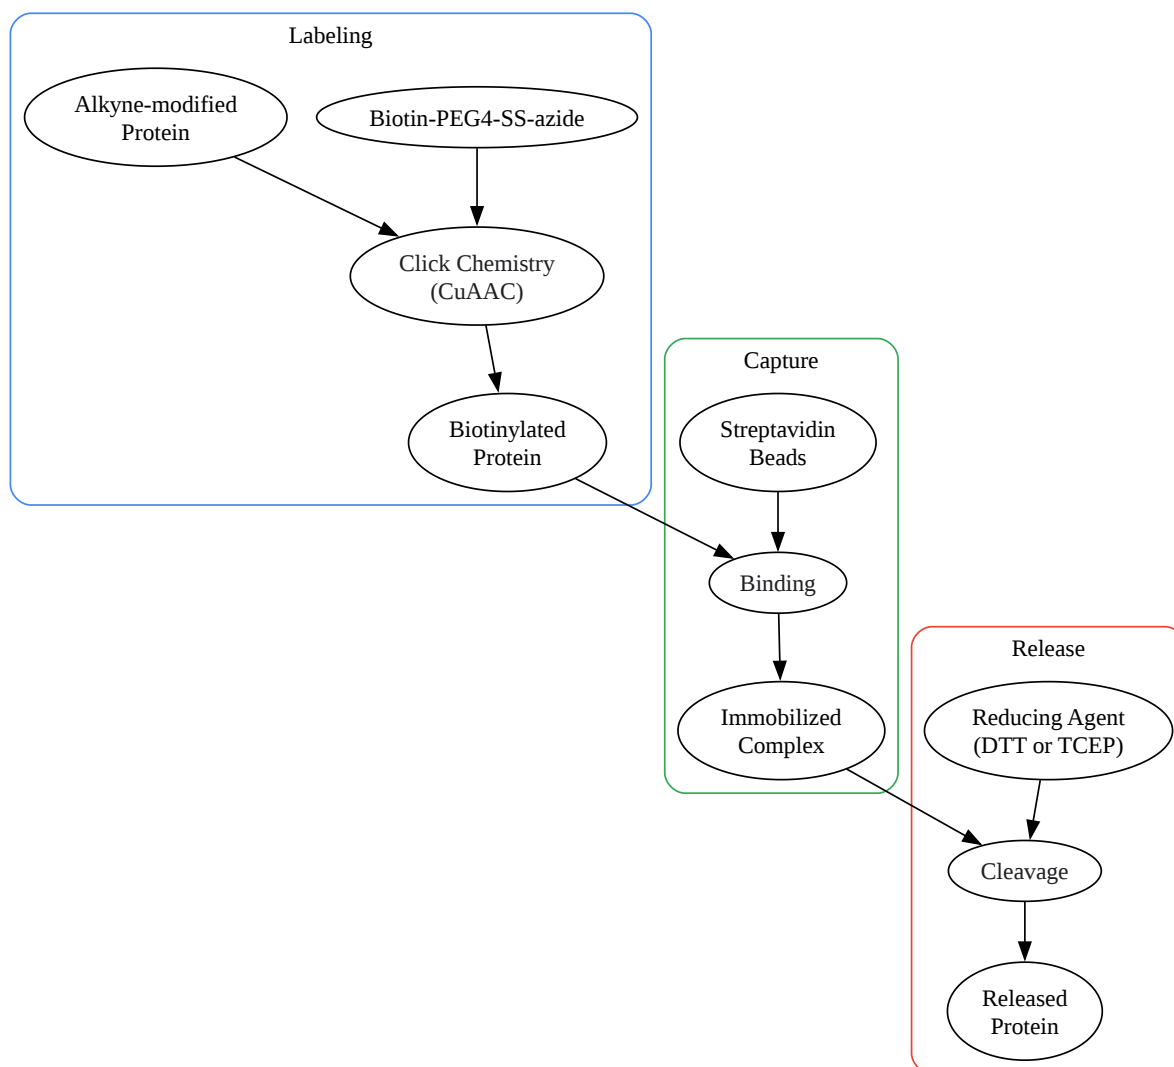 Labeling
Alkyne-modified
Protein
Biotin-PEG4-SS-azide
Click Chemistry
(CuAAC)
Biotinylated
Protein
Capture
Streptavidin
Beads
Binding
Immobilized
Complex
Release
Reducing Agent
(DTT or TCEP)
Cleavage
Released
Protein